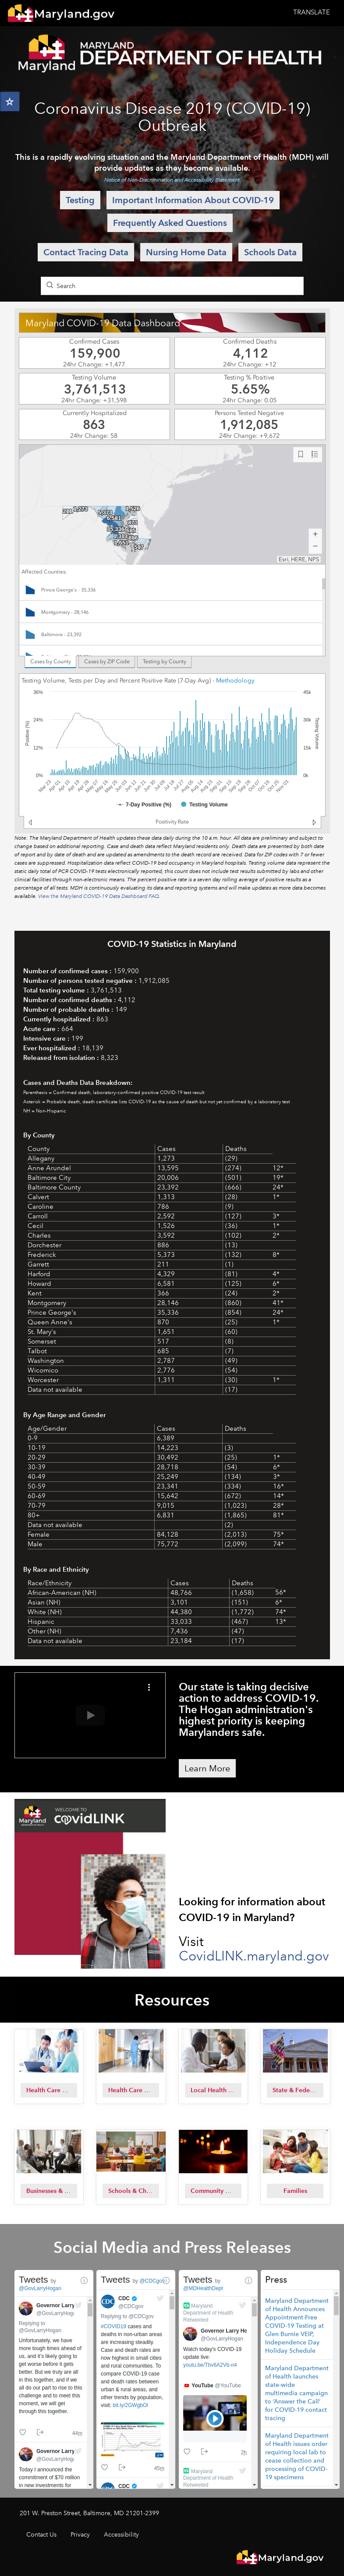 Maryland.gov
TRANSLATE
Maryland
MARYLAND
DEPARTMENT OF HEALTH
Coronavirus Disease 2019 (COVID-19)
Outbreak
This is a rapidly evolving situation and the Maryland Department of Health (MDH) will
provide updates as they become available.
Notice of Non-Discrimination and Accessibility Statement
Testing
Important Information About COVID-19
Frequently Asked Questions
Contact Tracing Data
Nursing Home Data
Schools Data
Search
Maryland COVID-19 Data Dashboard
Confirmed Cases
159,900
24hr Change: +1,477
Confirmed Deaths
4,112
24hr Change: +12
Testing Volume
3,761,513
24hr Change: +31,598
Testing % Positive
5.65%
24hr Change: 0.05
Currently Hospitalized
863
24hr Change: 58
Persons Tested Negative
1,912,085
24hr Change: +9,672
Esri, HERE, NPS
Affected Counties:
Prince George's - 35,336
Montgomery - 28,146
Baltimore - 23,392
Cases by County
Cases by ZIP Code
Testing by County
Testing Volume, Tests per Day and Percent Positive Rate (7-Day Avg) - Methodology
36%
24%
12%
0%
45k
30k
15k
0k
Positive (%)
Testing Volume
7-Day Positive (%)
Testing Volume
Positivity Rate
Note: The Maryland Department of Health updates these data daily during the 10 a.m. hour. All data are preliminary and subject to
change based on additional reporting. Case and death data reflect Maryland residents only. Deaths are reported each day by both date
of report and by date of death and are updated as amendments to the death record are received. Data for ZIP codes with 7 or fewer
cases are suppressed. Hospitalization data reflect COVID-19 bed occupancy in Maryland hospitals. Testing volumes represent the
static daily total of PCR COVID-19 tests electronically reported; this count does not include test results submitted by labs and other
clinical facilities through non-electronic means. The percent positive rate is a seven day rolling average of positive results as a
percentage of all tests. MDH is continually evaluating its data and reporting systems and will make updates as more data becomes
available. View the Maryland COVID-19 Data Dashboard FAQ.
COVID-19 Statistics in Maryland
Number of confirmed cases : 159,900
Number of persons tested negative : 1,912,085
Total testing volume : 3,761,513
Number of confirmed deaths : 4,112
Number of probable deaths : 149
Currently hospitalized : 863
Acute care : 664
Intensive care : 199
Ever hospitalized : 18,139
Released from isolation : 8,323
Cases and Deaths Data Breakdown:
Parenthesis = Confirmed death, laboratory-confirmed positive COVID-19 test result
Asterisk = Probable death, death certificate lists COVID-19 as the cause of death but not yet confirmed by a laboratory test
NH = Non-Hispanic
By County
County Cases Deaths
Allegany 1,273 (29)
Anne Arundel 13,595 (274) 12*
Baltimore City 20,006 (501) 19*
Baltimore County 23,392 (666) 24*
Calvert 1,313 (28) 1*
Caroline 786 (9)
Carroll 2,592 (127) 3*
Cecil 1,526 (36) 1*
Charles 3,592 (102) 2*
Dorchester 886 (13)
Frederick 5,373 (132) 8*
Garrett 211 (1)
Harford 4,329 (81) 4*
Howard 6,581 (125) 6*
Kent 366 (24) 2*
Montgomery 28,146 (860) 41*
Prince George's 35,336 (854) 24*
Queen Anne's 870 (25) 1*
St. Mary's 1,651 (60)
Somerset 517 (8)
Talbot 685 (7)
Washington 2,787 (49)
Wicomico 2,776 (54)
Worcester 1,311 (30) 1*
Data not available (17)
By Age Range and Gender
Age/Gender Cases Deaths
0-9 6,389
10-19 14,223 (3)
20-29 30,492 (25) 1*
30-39 28,718 (54) 6*
40-49 25,249 (134) 3*
50-59 23,341 (334) 16*
60-69 15,642 (672) 14*
70-79 9,015 (1,023) 28*
80+ 6,831 (1,865) 81*
Data not available (2)
Female 84,128 (2,013) 75*
Male 75,772 (2,099) 74*
By Race and Ethnicity
Race/Ethnicity Cases Deaths
African-American (NH) 48,766 (1,658) 56*
Asian (NH) 3,101 (151) 6*
White (NH) 44,380 (1,772) 74*
Hispanic 33,033 (467) 13*
Other (NH) 7,436 (47)
Data not available 23,184 (17)
Our state is taking decisive
action to address COVID-19.
The Hogan administration's
highest priority is keeping
Marylanders safe.
Learn More
Maryland
WELCOME TO
covidLINK
Looking for information about
COVID-19 in Maryland?
Visit
CovidLINK.maryland.gov
Resources
Health Care ...
Health Care ...
Local Health ...
State & Fede...
Businesses & ...
Schools & Ch...
Community ...
Families
Social Media and Press Releases
Tweets by
@GovLarryHogan
Governor Larry
@GovLarryHoga
Replying to
@GovLarryHogan
Unfortunately, we have
more tough times ahead of
us, and it's likely going to
get worse before it gets
better. But we are truly all
in this together, and if we
all do our part to rise to this
challenge and to meet this
moment, we will get
through this together.
44m
Governor Larry
@GovLarryHoga
Today I announced the
commitment of $70 million
in new investments for
Tweets by @CDCgov
CDC
@CDCgov
Replying to @CDCgov
#COVID19 cases and
deaths in non-urban areas
are increasing steadily.
Deaths are now
highest in small cities
and rural communities. To
compare COVID-19 case
and death rates between
urban & rural areas, and
other types of population,
visit: bit.ly/2GWgbOl
45m
CDC
Tweets by
@MDHealthDept
Maryland
Department of Health
Retweeted
Governor Larry Ho
@GovLarryHogan
Watch today's COVID-19
update live:
youtu.be/Tbv6A2Vb-n4
YouTube @YouTube
2h
Maryland
Department of Health
Retweeted
Press
Maryland Department
of Health Announces
Appointment-Free
COVID-19 Testing at
Glen Burnie VEIP,
Independence Day
Holiday Schedule
Maryland Department
of Health launches
state-wide
multimedia campaign
to 'Answer the Call'
for COVID-19 contact
tracing
Maryland Department
of Health issues order
requiring local lab to
cease collection and
processing of COVID-
19 specimens
201 W. Preston Street, Baltimore, MD 21201-2399
Contact Us
Privacy
Accessibility
Maryland.gov